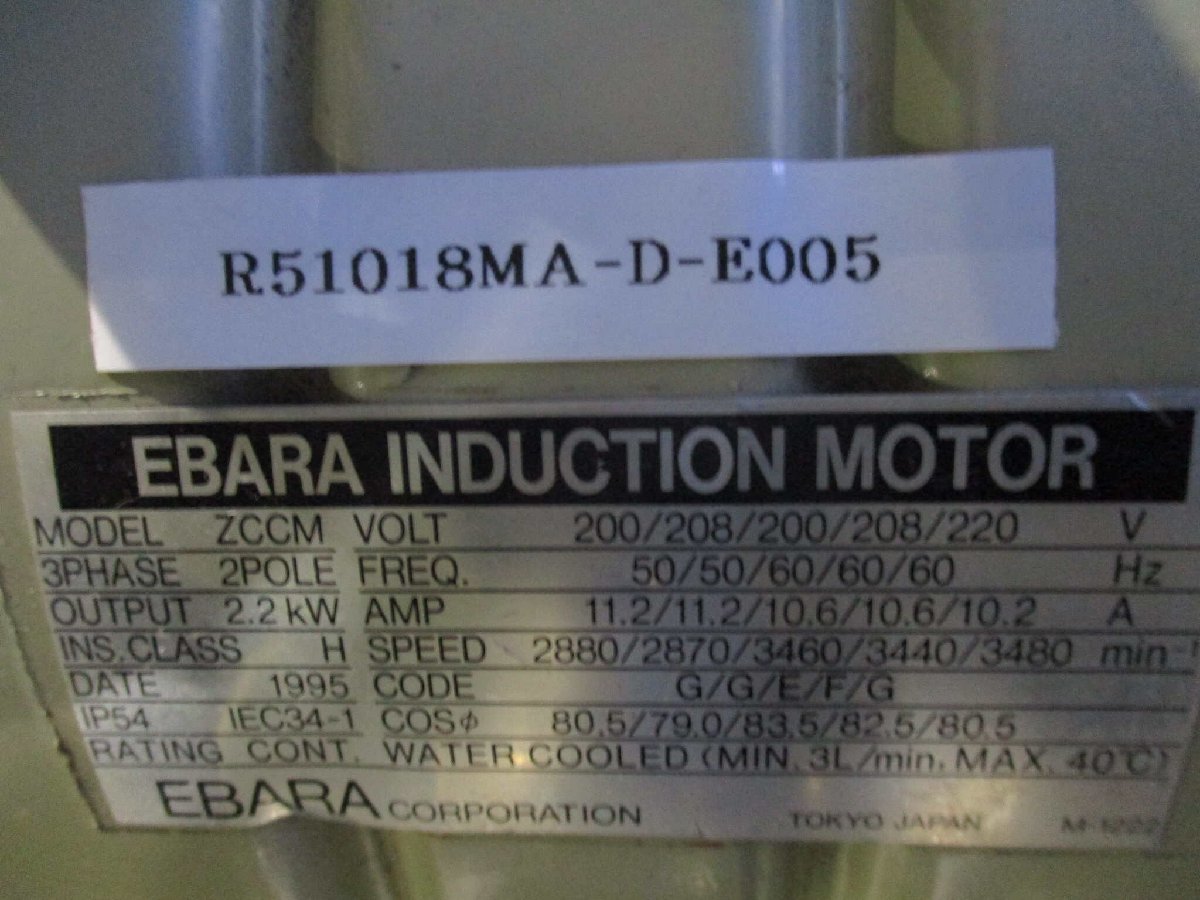 R51018MA-D-E005
EBARA INDUCTION MOTOR
MODEL ZCCM VOLT 200/208/200/208/220 V
3PHASE 2POLE FREQ. 50/50/60/60/60 Hz
OUTPUT 2.2 kW AMP 11.2/11.2/10.6/10.6/10.2 A
INS.CLASS H SPEED 2880/2870/3460/3440/3480 min⁻¹
DATE 1995 CODE G/G/E/F/G
IP54 IEC34-1 COSϕ 80.5/79.0/83.5/82.5/80.5
RATING CONT. WATER COOLED (MIN. 3L/min. MAX. 40°C)
EBARA CORPORATION TOKYO JAPAN M-1222